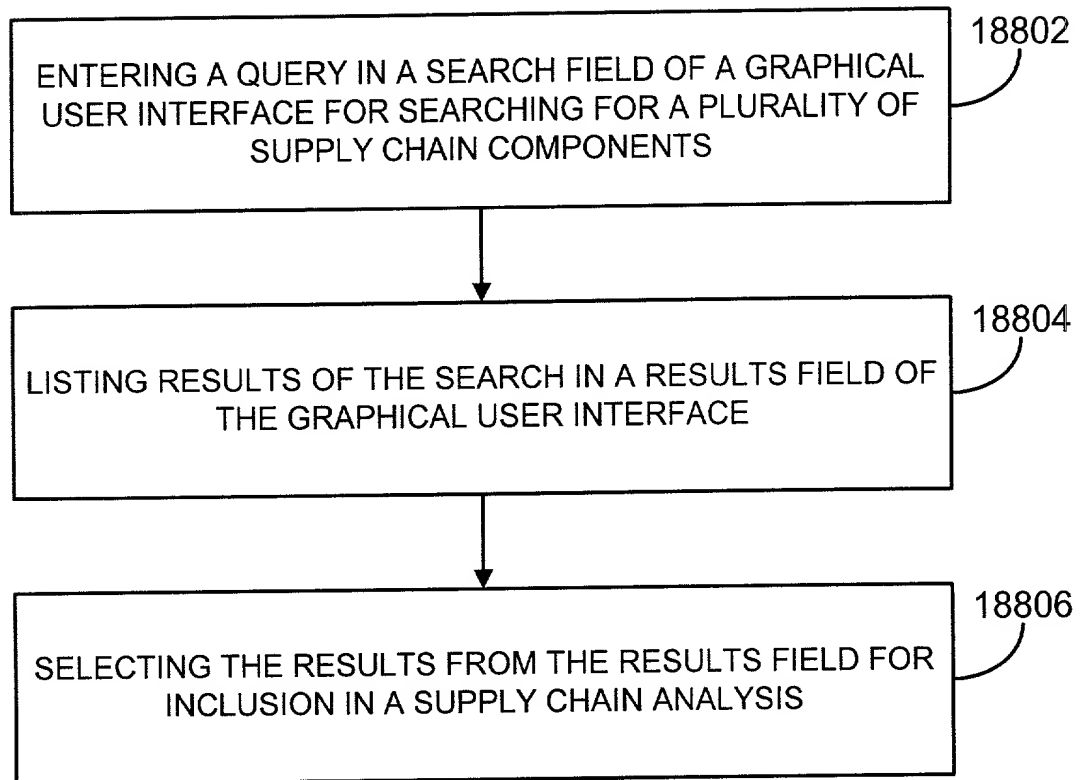 18802
ENTERING A QUERY IN A SEARCH FIELD OF A GRAPHICAL
USER INTERFACE FOR SEARCHING FOR A PLURALITY OF
SUPPLY CHAIN COMPONENTS
18804
LISTING RESULTS OF THE SEARCH IN A RESULTS FIELD OF
THE GRAPHICAL USER INTERFACE
18806
SELECTING THE RESULTS FROM THE RESULTS FIELD FOR
INCLUSION IN A SUPPLY CHAIN ANALYSIS